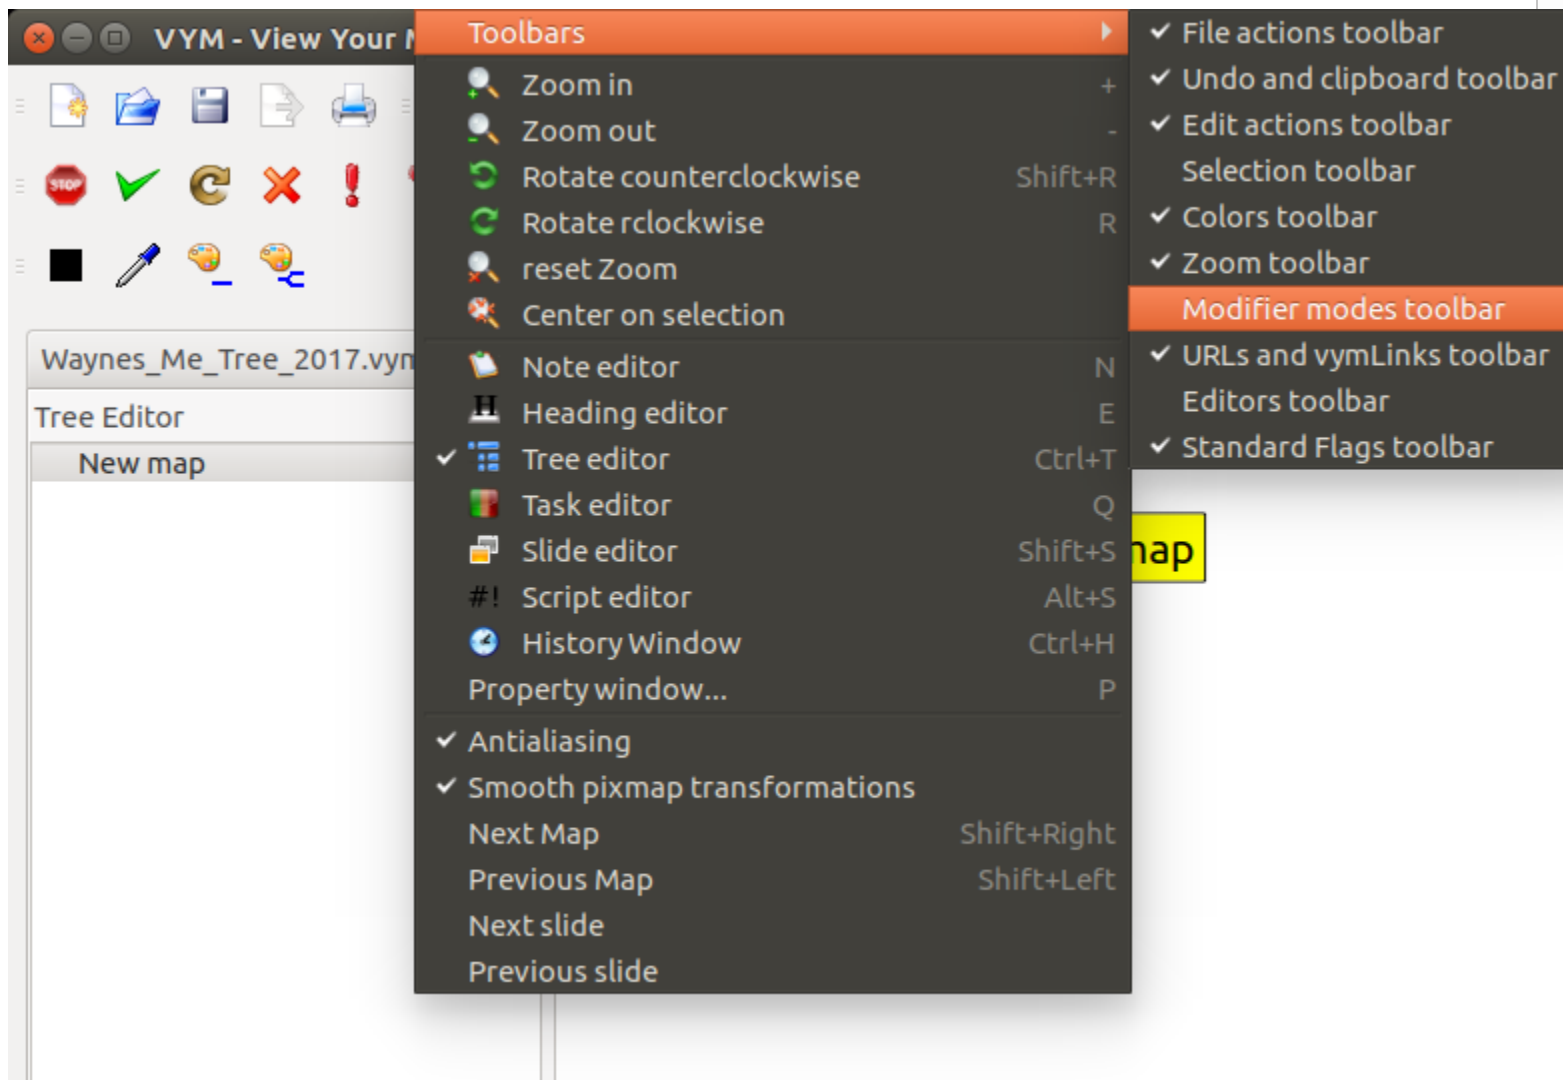 VYM - View Your
Toolbars
Zoom in +
Zoom out -
Rotate counterclockwise Shift+R
Rotate rclockwise R
reset Zoom
Center on selection
Note editor N
Heading editor E
Tree editor Ctrl+T
Task editor Q
Slide editor Shift+S
#! Script editor Alt+S
History Window Ctrl+H
Property window... P
Antialiasing
Smooth pixmap transformations
Next Map Shift+Right
Previous Map Shift+Left
Next slide
Previous slide
File actions toolbar
Undo and clipboard toolbar
Edit actions toolbar
Selection toolbar
Colors toolbar
Zoom toolbar
Modifier modes toolbar
URLs and vymLinks toolbar
Editors toolbar
Standard Flags toolbar
STOP
Waynes_Me_Tree_2017.vym
Tree Editor
New map
map